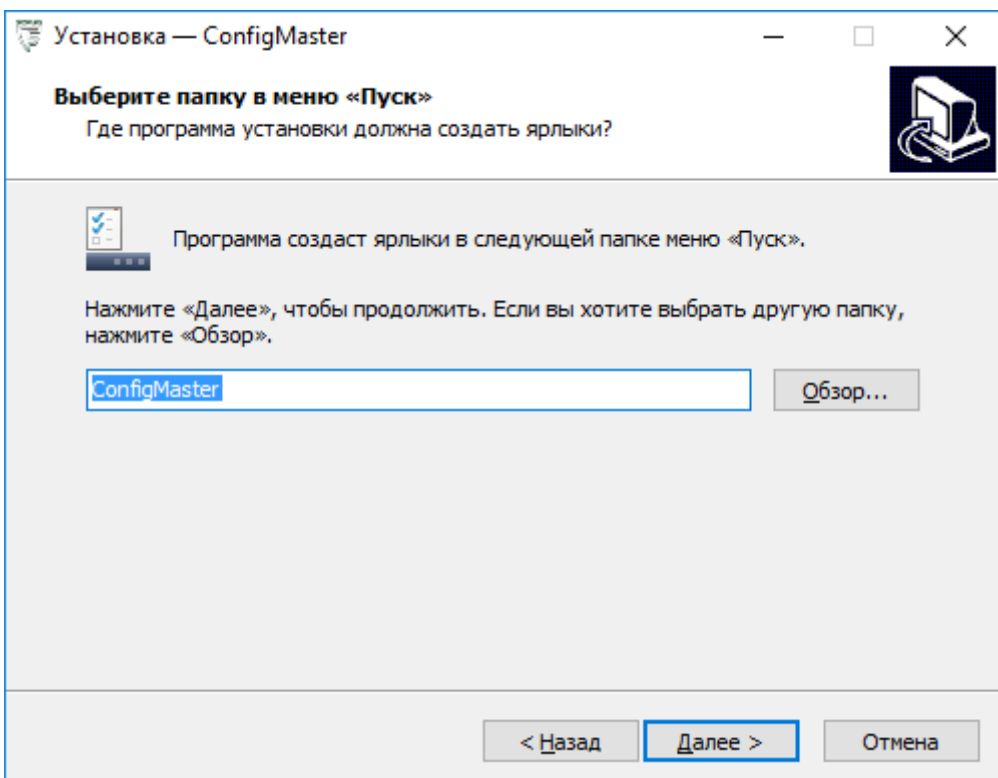 Установка — ConfigMaster
Выберите папку в меню «Пуск»
Где программа установки должна создать ярлыки?
Программа создаст ярлыки в следующей папке меню «Пуск».
Нажмите «Далее», чтобы продолжить. Если вы хотите выбрать другую папку,
нажмите «Обзор».
ConfigMaster
Обзор...
< Назад
Далее >
Отмена